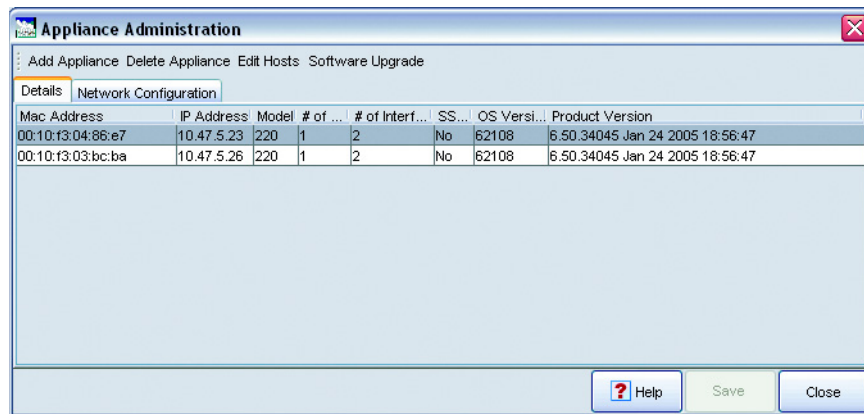 Appliance Administration
Add Appliance Delete Appliance Edit Hosts Software Upgrade
Details Network Configuration
Mac Address IP Address Model # of ... # of Interf... SS... OS Versi... Product Version
00:10:f3:04:86:e7 10.47.5.23 220 1 2 No 62108 6.50.34045 Jan 24 2005 18:56:47
00:10:f3:03:bc:ba 10.47.5.26 220 1 2 No 62108 6.50.34045 Jan 24 2005 18:56:47
? Help Save Close